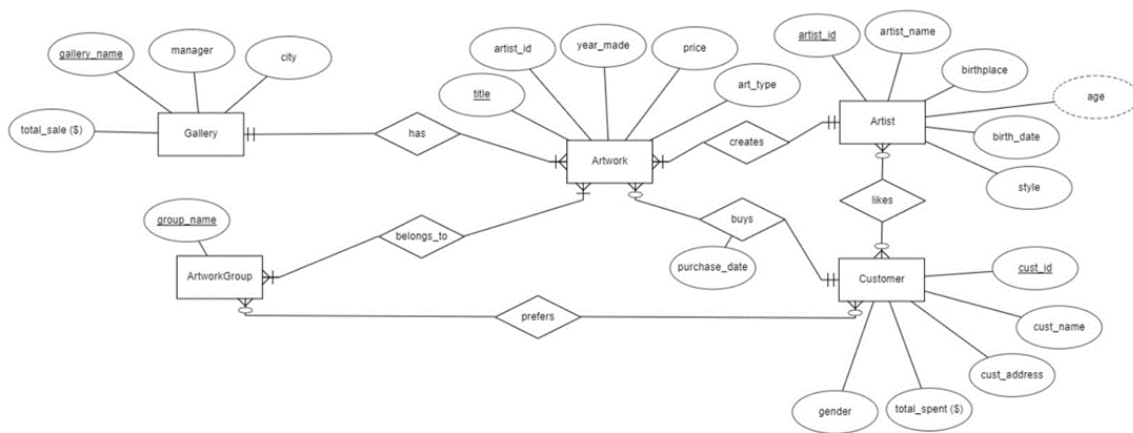 gallery_name
manager
city
total_sale ($)
Gallery
has
artist_id
year_made
price
title
art_type
Artwork
creates
artist_id
artist_name
birthplace
age
Artist
birth_date
style
likes
group_name
belongs_to
ArtworkGroup
buys
purchase_date
Customer
cust_id
prefers
cust_name
cust_address
gender
total_spent ($)